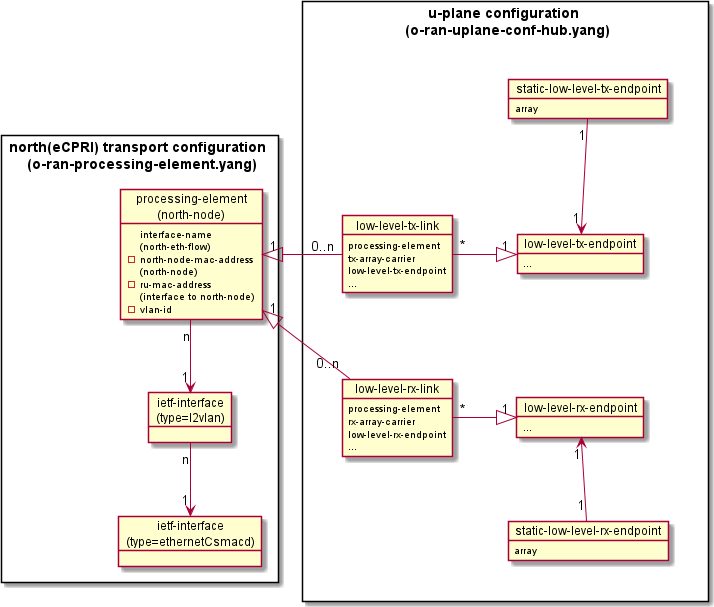 u-plane configuration
(o-ran-uplane-conf-hub.yang)
static-low-level-tx-endpoint
array
1
1
north(eCPRI) transport configuration
(o-ran-processing-element.yang)
processing-element
(north-node)
interface-name
(north-eth-flow)
north-node-mac-address
(north-node)
ru-mac-address
(interface to north-node)
vlan-id
1
0..n
low-level-tx-link
processing-element
tx-array-carrier
low-level-tx-endpoint
...
*
1
low-level-tx-endpoint
...
1
0..n
n
1
low-level-rx-link
processing-element
rx-array-carrier
low-level-rx-endpoint
...
*
1
low-level-rx-endpoint
...
ietf-interface
(type=l2vlan)
n
1
1
1
ietf-interface
(type=ethernetCsmacd)
static-low-level-rx-endpoint
array